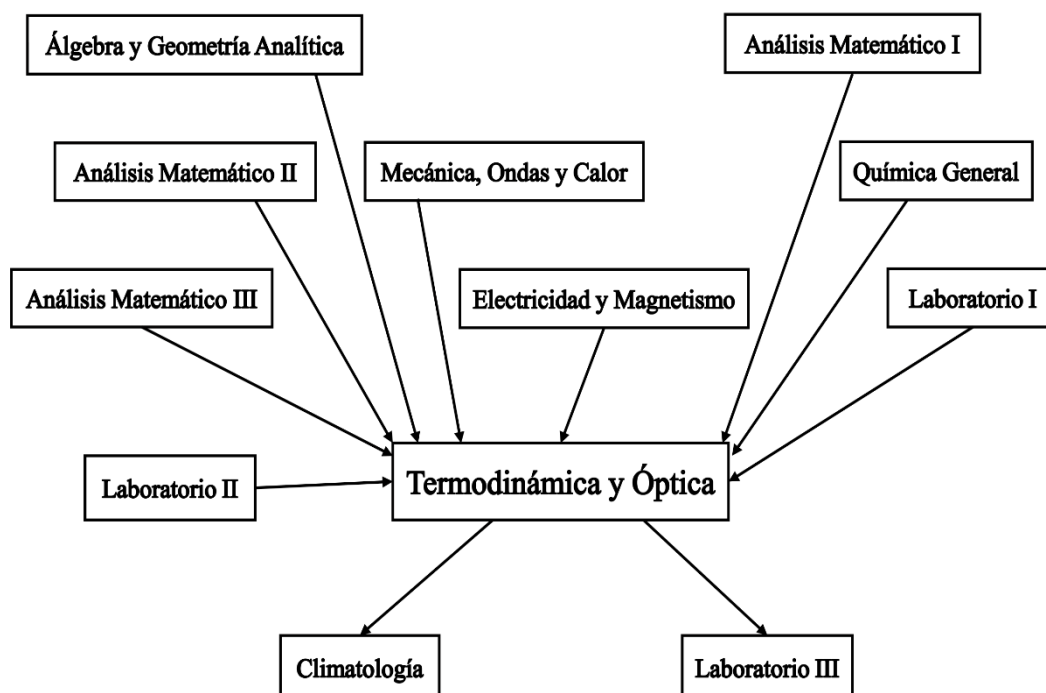 Álgebra y Geometría Analítica
Análisis Matemático I
Análisis Matemático II
Mecánica, Ondas y Calor
Química General
Análisis Matemático III
Electricidad y Magnetismo
Laboratorio I
Laboratorio II
Termodinámica y Óptica
Climatología
Laboratorio III